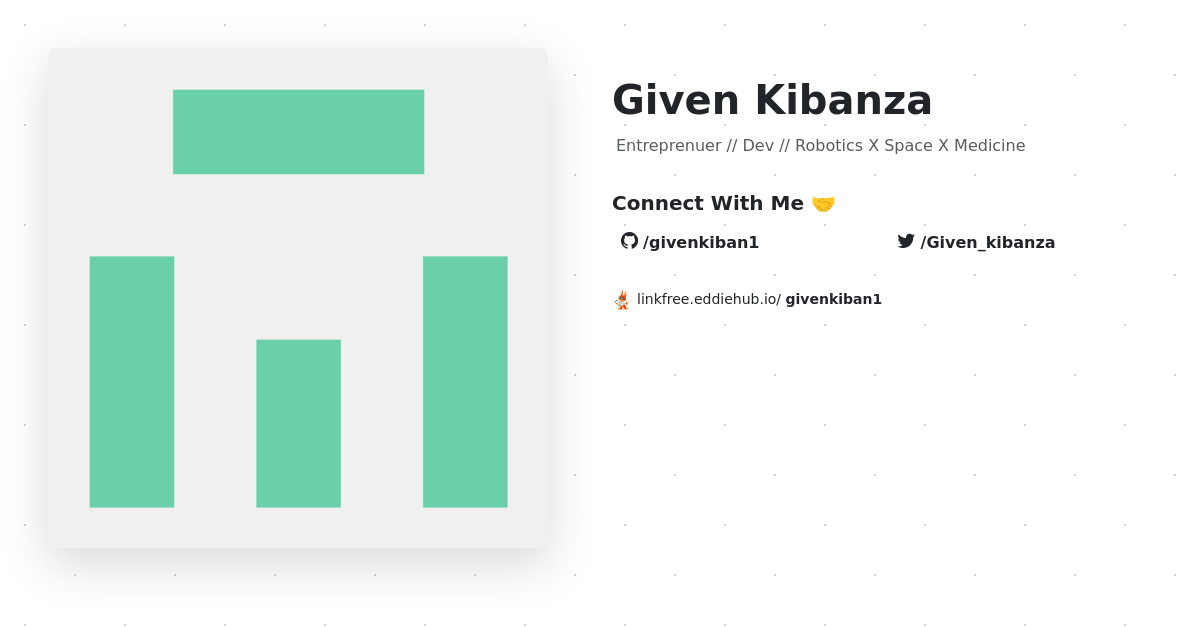 Given Kibanza
Entreprenuer // Dev // Robotics X Space X Medicine
Connect With Me 🤝
/givenkiban1 /Given_kibanza
linkfree.eddiehub.io/ givenkiban1